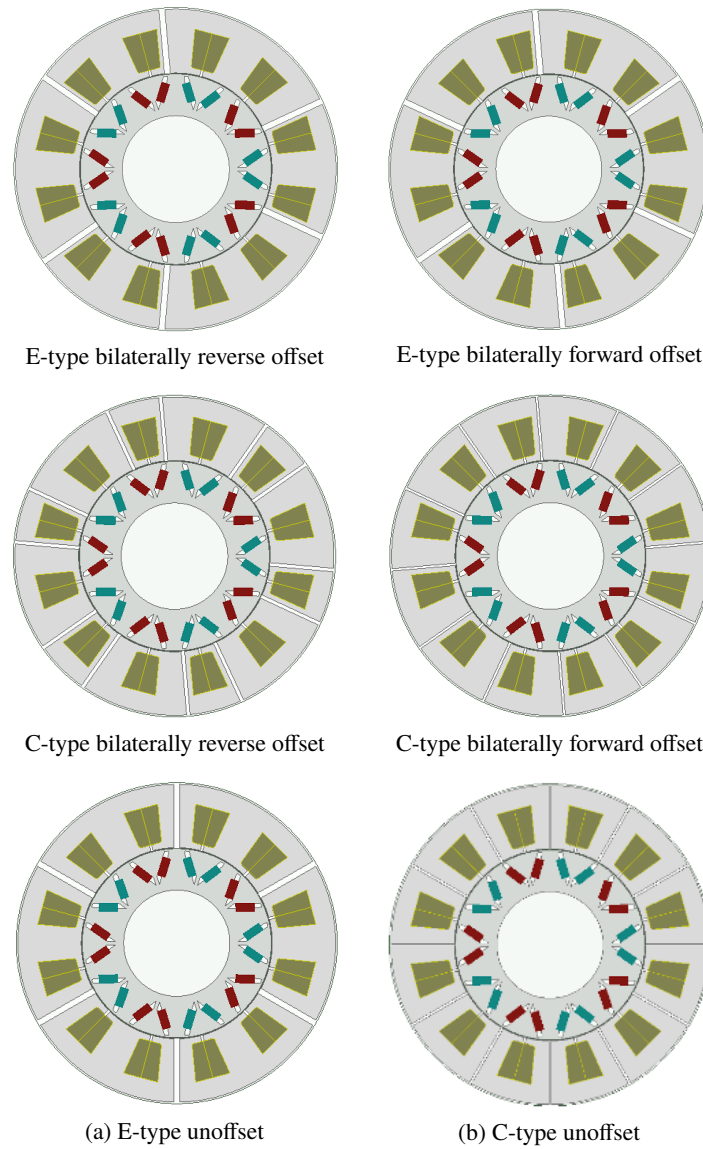 E-type bilaterally reverse offset
E-type bilaterally forward offset
C-type bilaterally reverse offset
C-type bilaterally forward offset
(a) E-type unoffset
(b) C-type unoffset